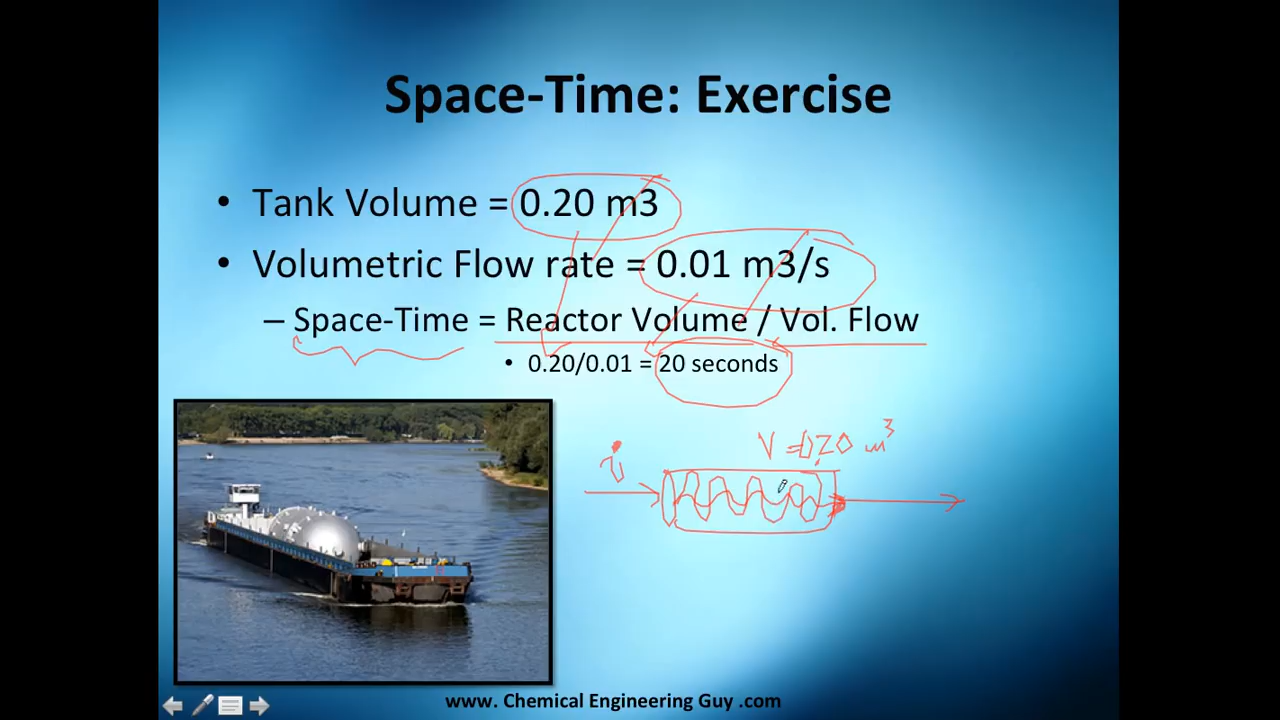 Space-Time: Exercise
• Tank Volume = 0.20 m3
• Volumetric Flow rate = 0.01 m3/s
– Space-Time = Reactor Volume / Vol. Flow
• 0.20/0.01 = 20 seconds
V = 0.20 m³
www. Chemical Engineering Guy .com